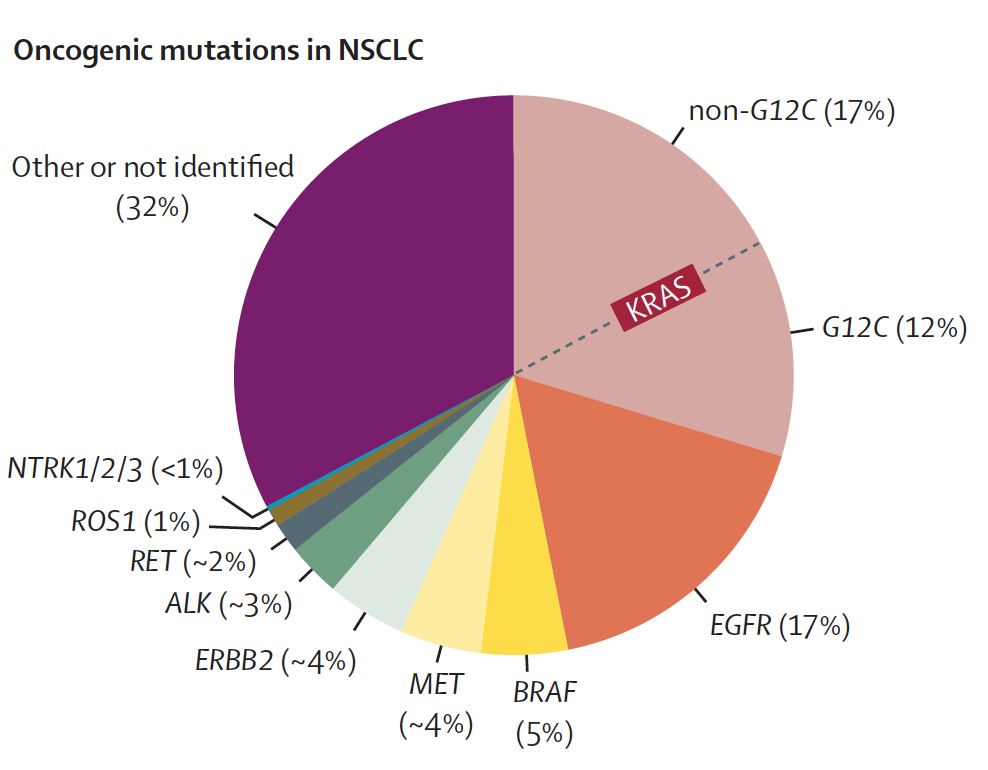 Oncogenic mutations in NSCLC
non-G12C (17%)
Other or not identified
(32%)
KRAS
G12C (12%)
NTRK1/2/3 (<1%)
ROS1 (1%)
RET (~2%)
ALK (~3%)
EGFR (17%)
ERBB2 (~4%)
MET
(~4%)
BRAF
(5%)